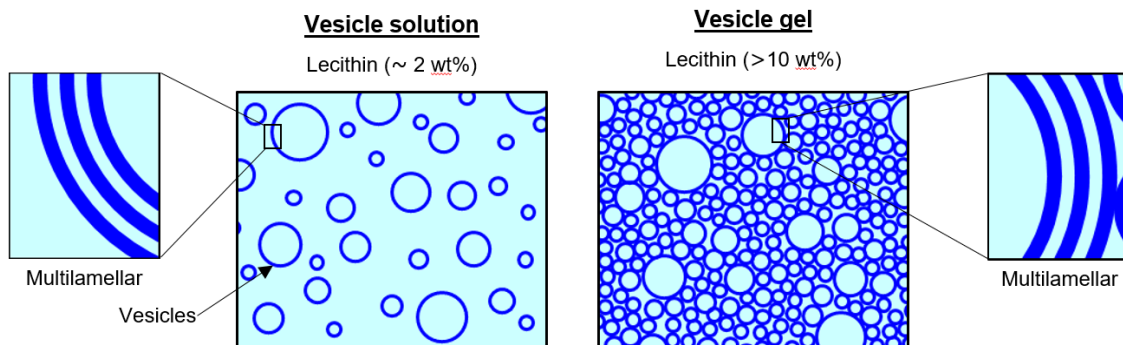 Vesicle solution
Lecithin (~ 2 wt%)
Multilamellar
Vesicles
Vesicle gel
Lecithin (>10 wt%)
Multilamellar